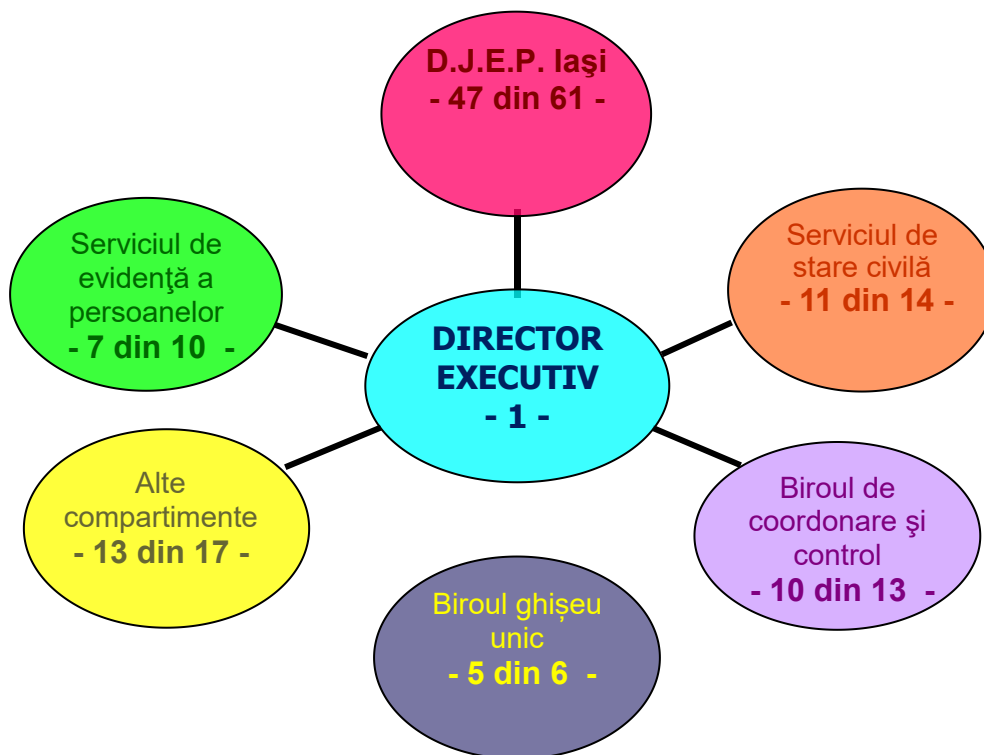 D.J.E.P. Iaşi
- 47 din 61 -
Serviciul de
evidenţă a
persoanelor
- 7 din 10 -
Serviciul de
stare civilă
- 11 din 14 -
DIRECTOR
EXECUTIV
- 1 -
Alte
compartimente
- 13 din 17 -
Biroul de
coordonare şi
control
- 10 din 13 -
Biroul ghișeu
unic
- 5 din 6 -